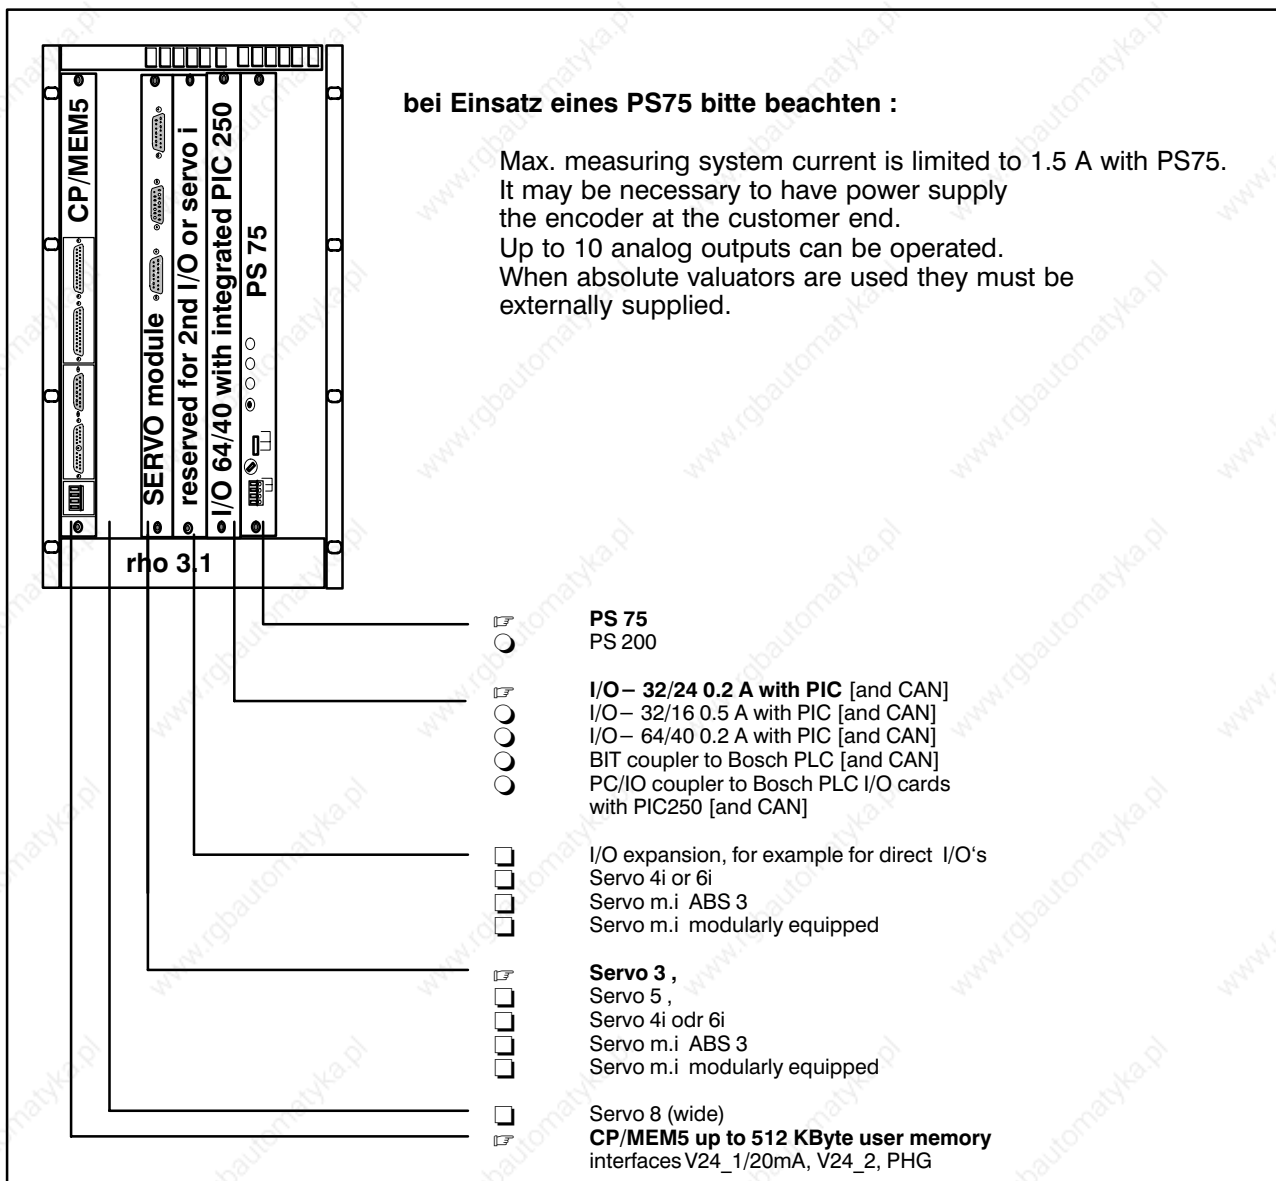 CP/MEM5
SERVO module
reserved for 2nd I/O or servo i
I/O 64/40 with integrated PIC 250
PS 75
rho 3.1
bei Einsatz eines PS75 bitte beachten :
Max. measuring system current is limited to 1.5 A with PS75.
It may be necessary to have power supply
the encoder at the customer end.
Up to 10 analog outputs can be operated.
When absolute valuators are used they must be
externally supplied.
☞ PS 75
❍ PS 200
☞ I/O– 32/24 0.2 A with PIC [and CAN]
❍ I/O– 32/16 0.5 A with PIC [and CAN]
❍ I/O– 64/40 0.2 A with PIC [and CAN]
❍ BIT coupler to Bosch PLC [and CAN]
❍ PC/IO coupler to Bosch PLC I/O cards
with PIC250 [and CAN]
❏ I/O expansion, for example for direct I/O‘s
❏ Servo 4i or 6i
❏ Servo m.i ABS 3
❏ Servo m.i modularly equipped
☞ Servo 3 ,
❏ Servo 5 ,
❏ Servo 4i odr 6i
❏ Servo m.i ABS 3
❏ Servo m.i modularly equipped
❏ Servo 8 (wide)
☞ CP/MEM5 up to 512 KByte user memory
interfaces V24_1/20mA, V24_2, PHG
www.rgbautomatyka.pl